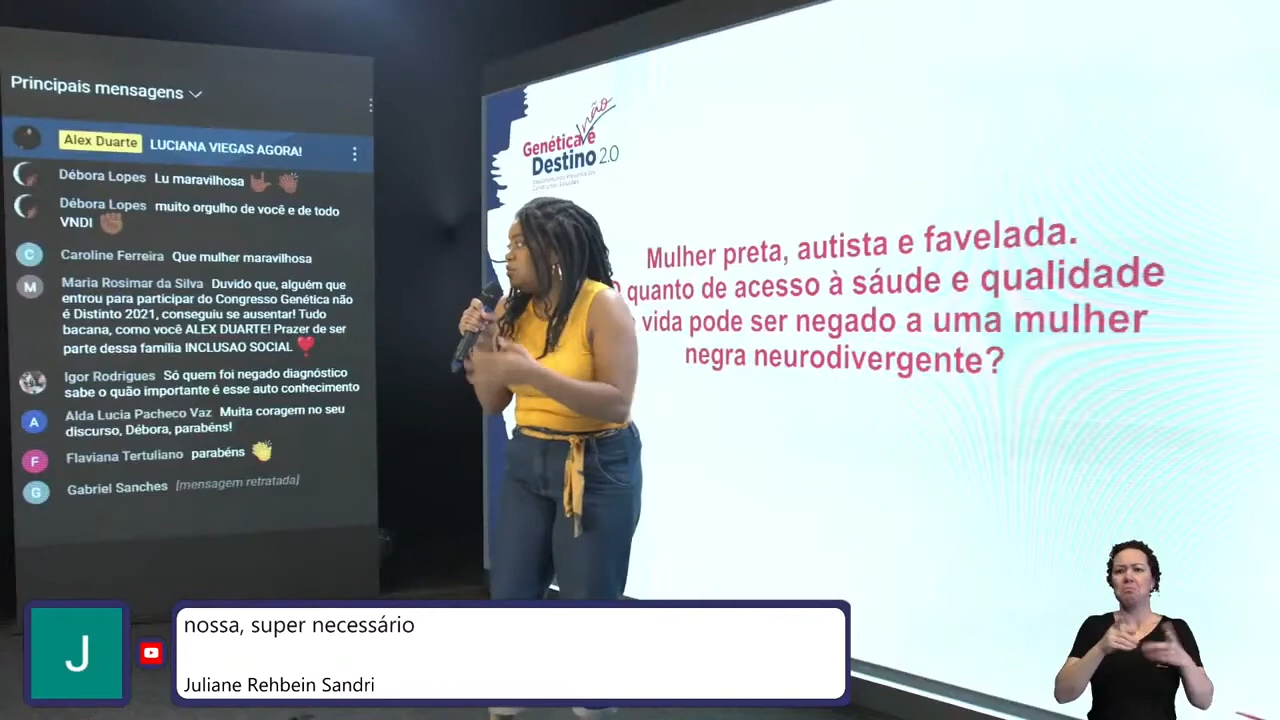 Principais mensagens
Alex Duarte LUCIANA VIEGAS AGORA!
Débora Lopes Lu maravilhosa
Débora Lopes muito orgulho de você e de todo
VNDI
C
Caroline Ferreira Que mulher maravilhosa
M
Maria Rosimar da Silva Duvido que, alguém que
entrou para participar do Congresso Genética não
é Distinto 2021, conseguiu se ausentar! Tudo
bacana, como você ALEX DUARTE! Prazer de ser
parte dessa família INCLUSAO SOCIAL
Igor Rodrigues Só quem foi negado diagnóstico
sabe o quão importante é esse auto conhecimento
A
Alda Lucia Pacheco Vaz Muita coragem no seu
discurso, Débora, parabéns!
F
Flaviana Tertuliano parabéns
G
Gabriel Sanches [mensagem retratada]
não
Genética é
Destino 2.0
Mulher preta, autista e favelada.
quanto de acesso à sáude e qualidade
vida pode ser negado a uma mulher
negra neurodivergente?
J
nossa, super necessário
Juliane Rehbein Sandri